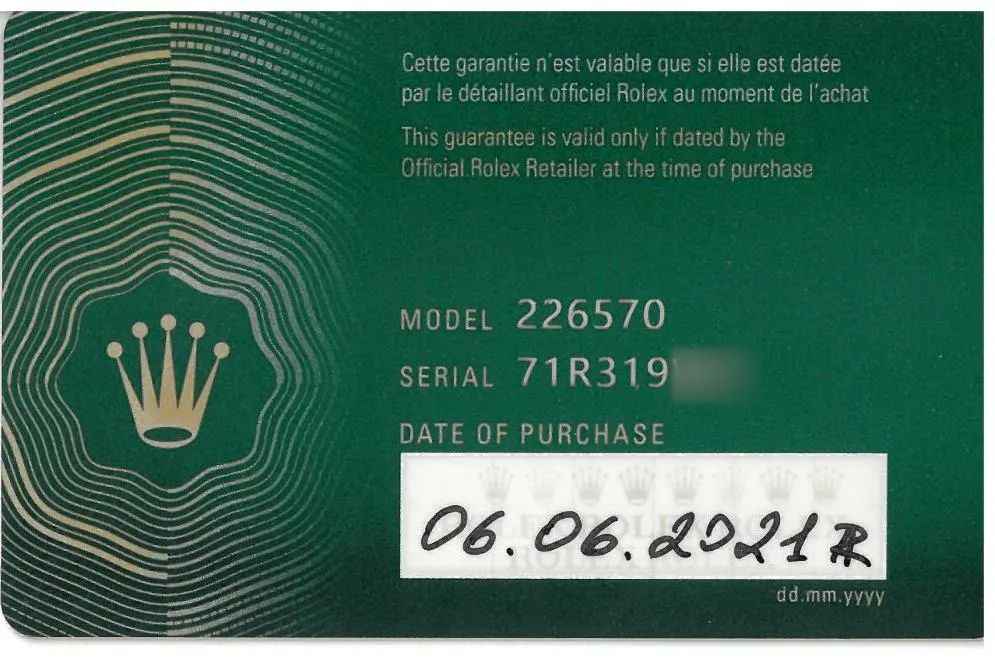 Cette garantie n'est valable que si elle est datée
par le détaillant officiel Rolex au moment de l'achat
This guarantee is valid only if dated by the
Official Rolex Retailer at the time of purchase
MODEL 226570
SERIAL 71R319
DATE OF PURCHASE
06.06.2021
dd.mm.yyyy